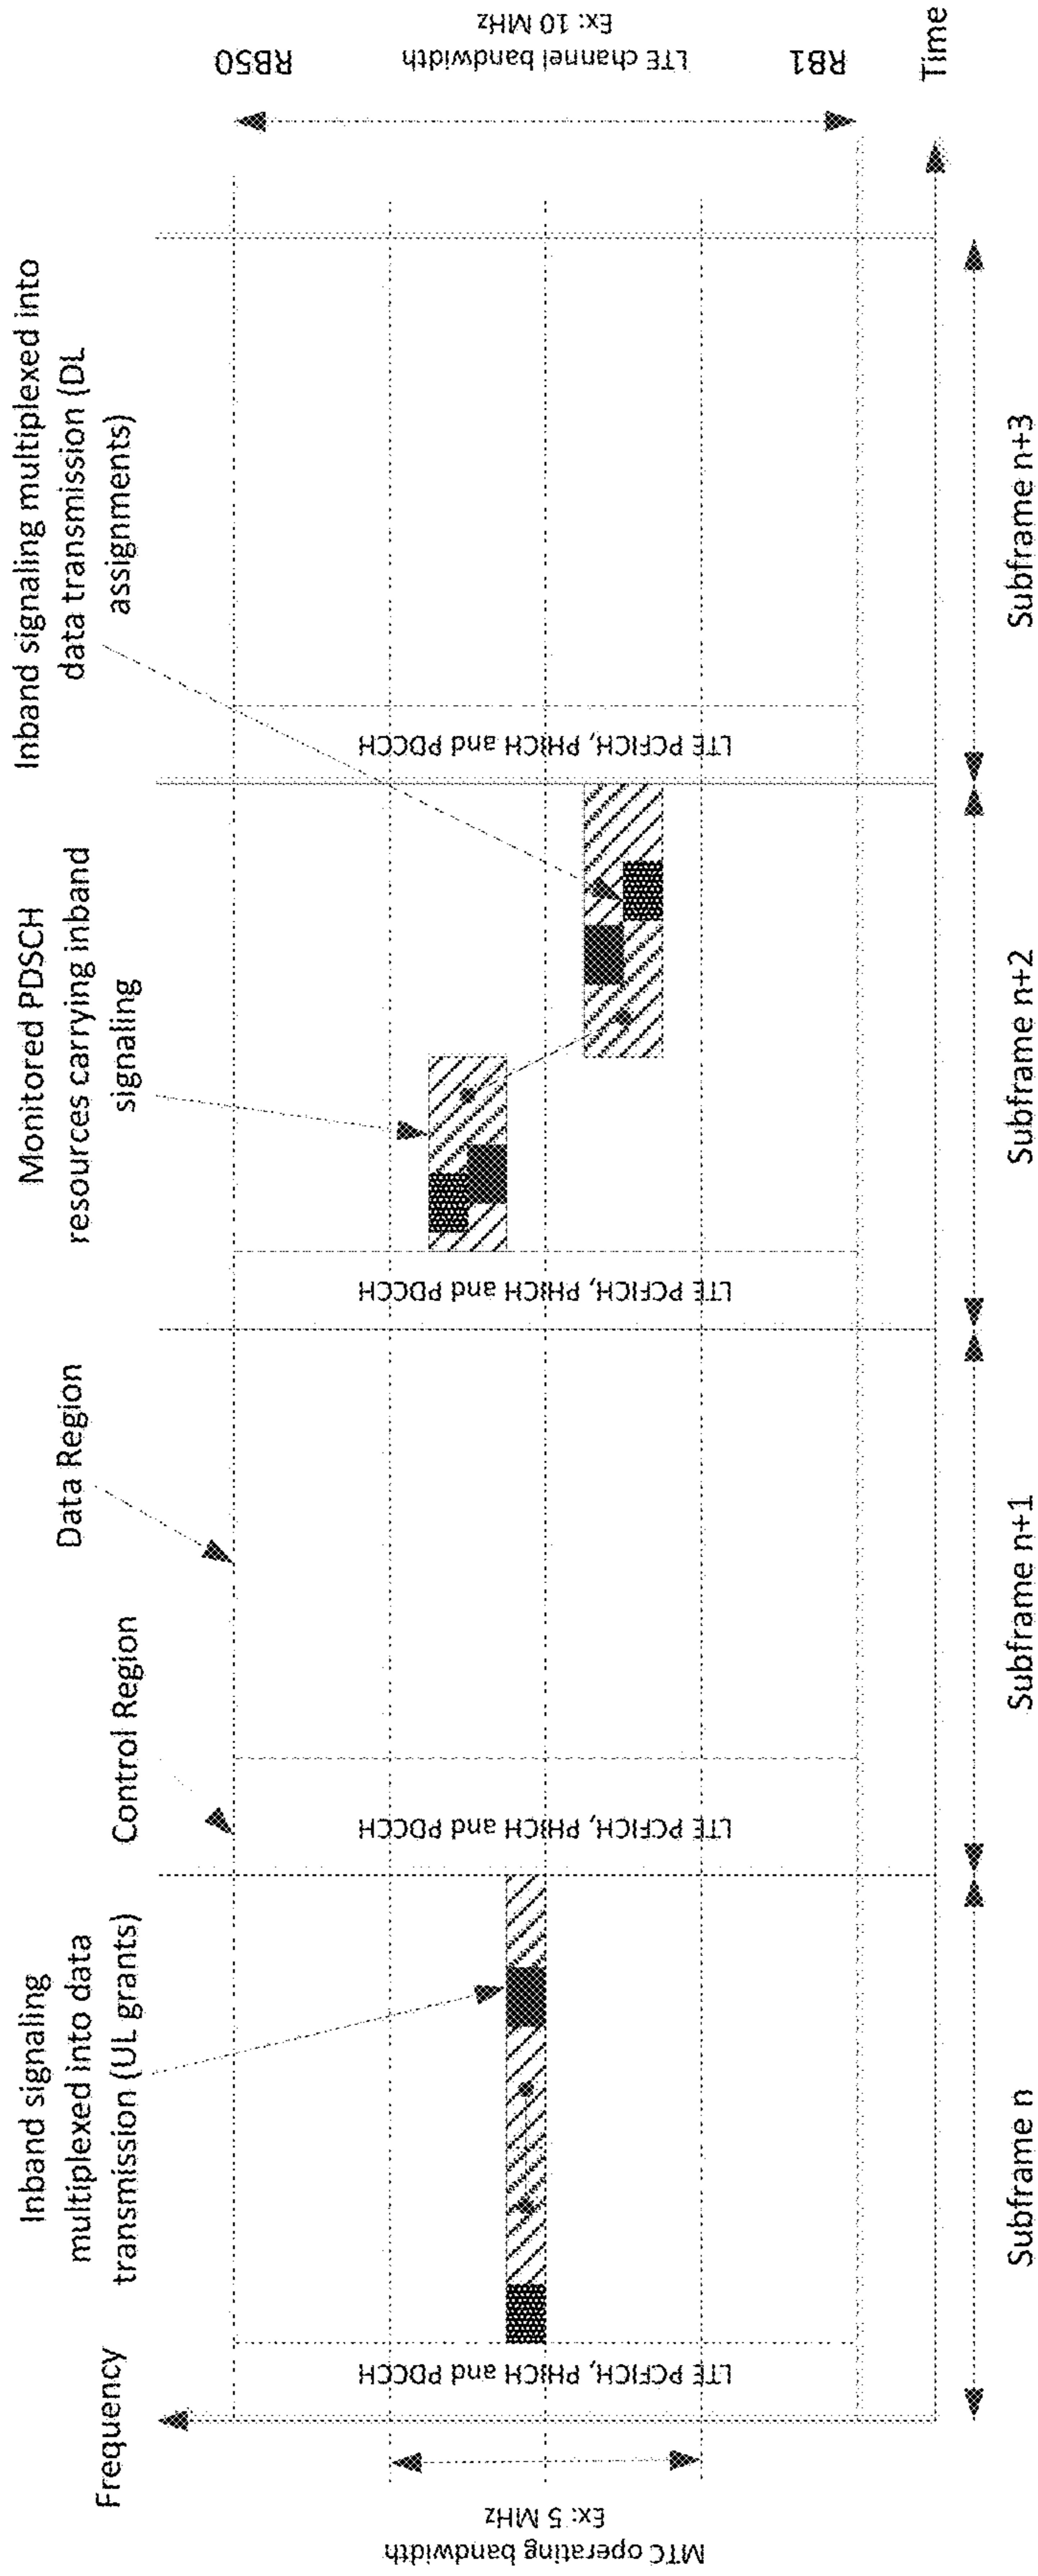 Frequency
Inband signaling
multiplexed into data
transmission (UL grants)
Control Region
Data Region
Monitored PDSCH
resources carrying inband
signaling
Inband signaling multiplexed into
data transmission (DL
assignments)
MTC operating bandwidth
Ex: 5 MHz
LTE PCFICH, PHICH and PDCCH
LTE PCFICH, PHICH and PDCCH
LTE PCFICH, PHICH and PDCCH
LTE PCFICH, PHICH and PDCCH
RB50
LTE channel bandwidth
Ex: 10 MHz
RB1
Time
Subframe n
Subframe n+1
Subframe n+2
Subframe n+3